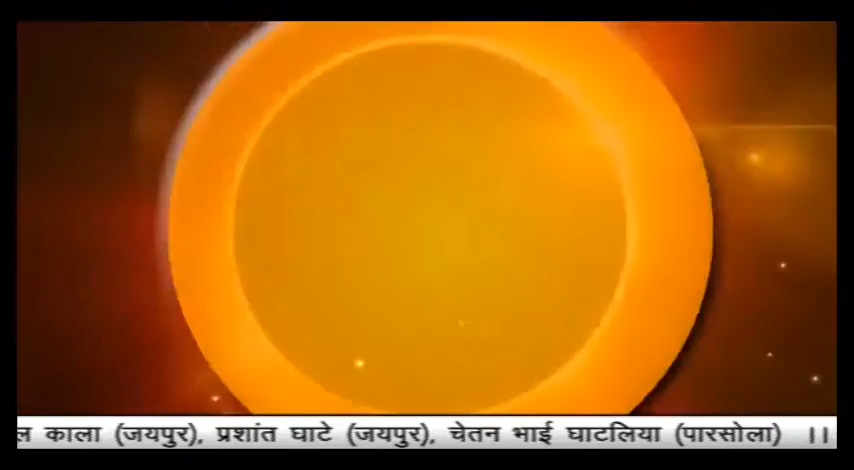 ल काला (जयपुर), प्रशांत घाटे (जयपुर), चेतन भाई घाटलिया (पारसोला) ।।